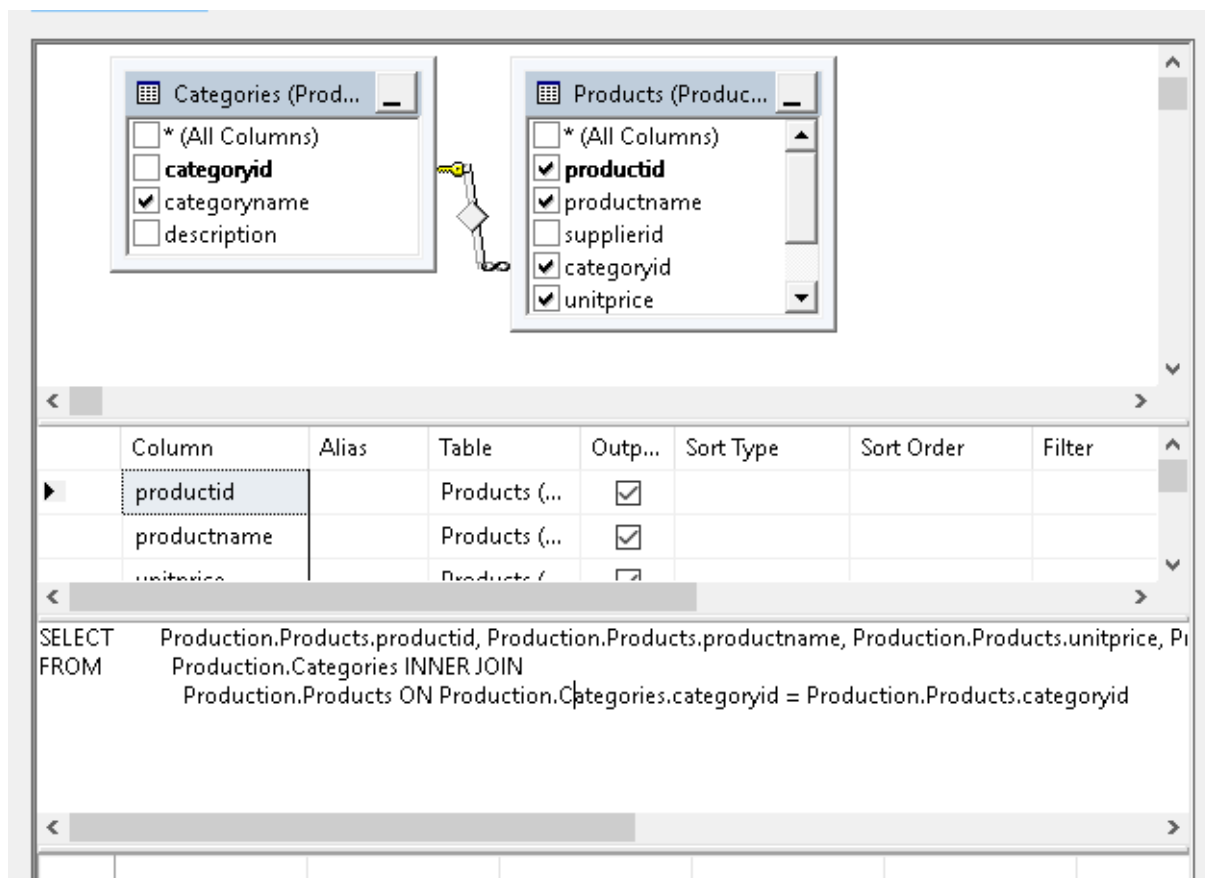 Categories (Prod...
* (All Columns)
categoryid
categoryname
description
Products (Produc...
* (All Columns)
productid
productname
supplierid
categoryid
unitprice
Column Alias Table Outp... Sort Type Sort Order Filter
productid Products (...
productname Products (...
unitprice Products (
SELECT Production.Products.productid, Production.Products.productname, Production.Products.unitprice,
FROM Production.Categories INNER JOIN
Production.Products ON Production.Categories.categoryid = Production.Products.categoryid